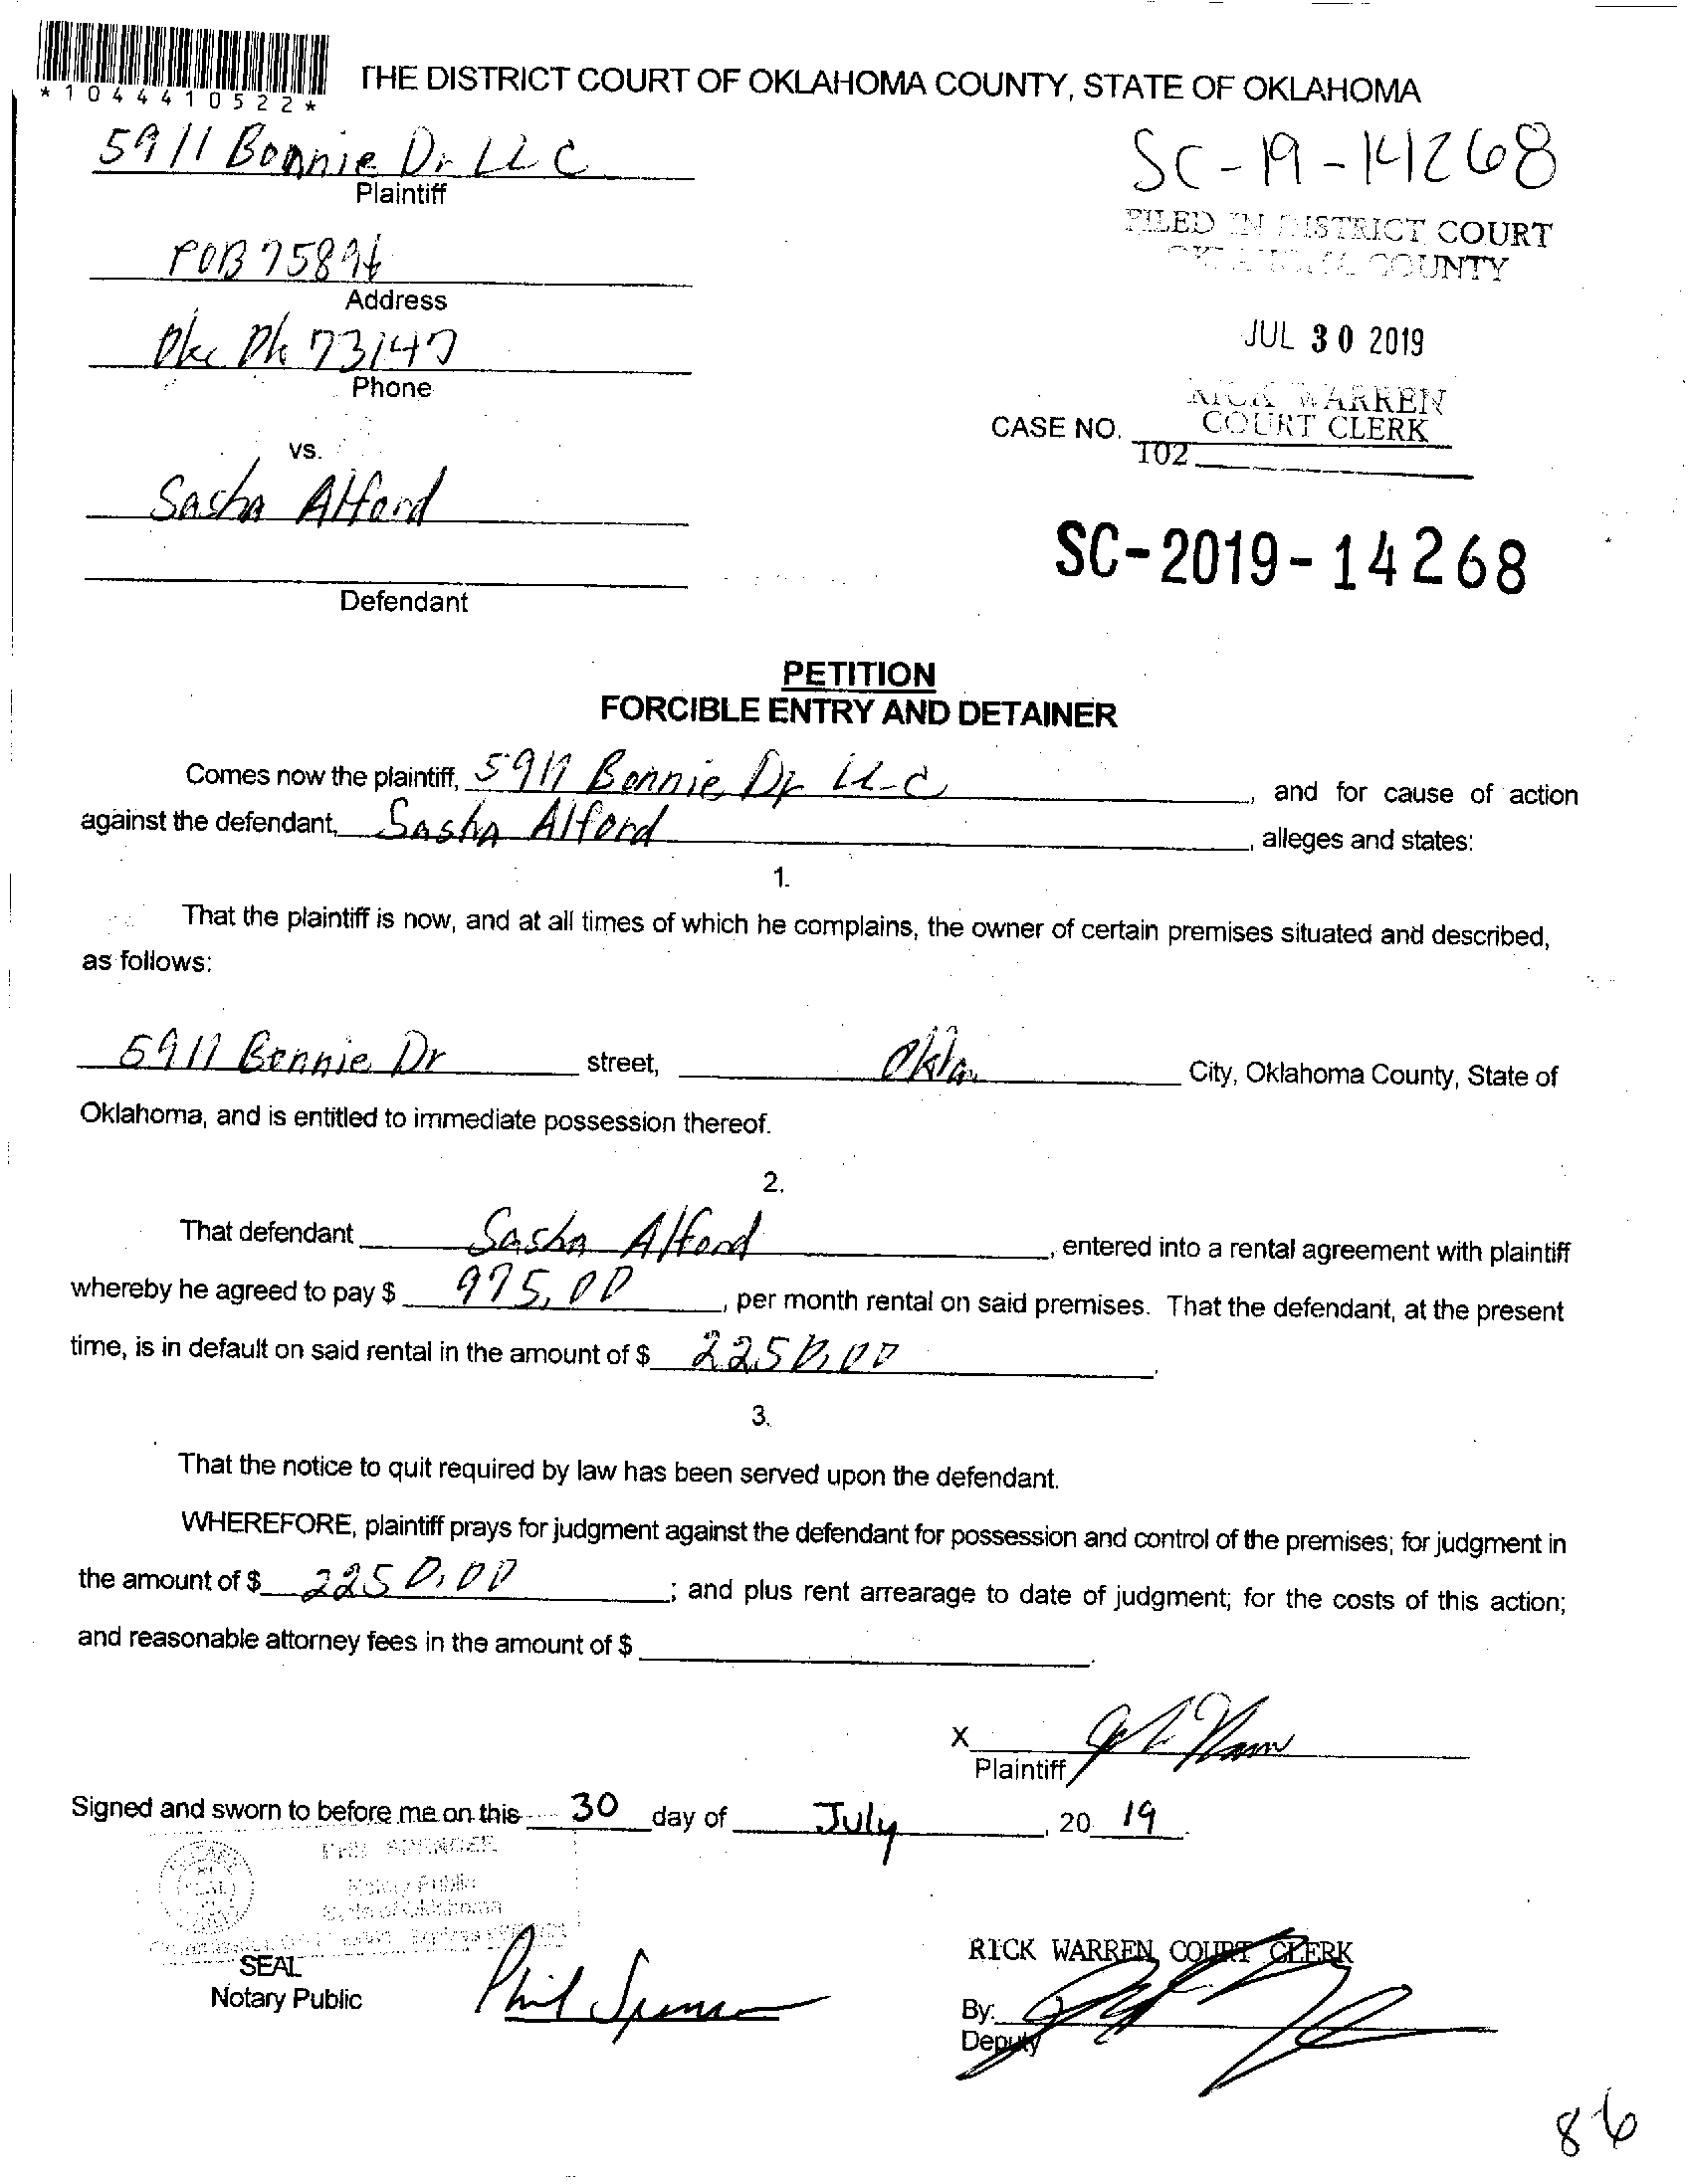 *1044410522*
THE DISTRICT COURT OF OKLAHOMA COUNTY, STATE OF OKLAHOMA
5911 Bonnie Dr LLC
Plaintiff
SC-19-14268
FILED IN DISTRICT COURT
OKLAHOMA COUNTY
POB 75894
Address
JUL 30 2019
Okc Ok 73147
Phone
RICK WARREN
COURT CLERK
CASE NO.
102
vs.
Sasha Alford
SC-2019-14268
Defendant
PETITION
FORCIBLE ENTRY AND DETAINER
Comes now the plaintiff, 5911 Bonnie Dr LLC, and for cause of action
against the defendant, Sasha Alford, alleges and states:
1.
That the plaintiff is now, and at all times of which he complains, the owner of certain premises situated and described,
as follows:
5911 Bonnie Dr street, Okla. City, Oklahoma County, State of
Oklahoma, and is entitled to immediate possession thereof.
2.
That defendant Sasha Alford, entered into a rental agreement with plaintiff
whereby he agreed to pay $ 975.00, per month rental on said premises. That the defendant, at the present
time, is in default on said rental in the amount of $ 2250.00.
3.
That the notice to quit required by law has been served upon the defendant.
WHEREFORE, plaintiff prays for judgment against the defendant for possession and control of the premises; for judgment in
the amount of $ 2250.00; and plus rent arrearage to date of judgment; for the costs of this action;
and reasonable attorney fees in the amount of $ .
X
Plaintiff
Signed and sworn to before me on this 30 day of July, 20 19.
PHIL SPENCER
Notary Public
State of Oklahoma
SEAL
Notary Public
Phil Spencer
RICK WARREN, COURT CLERK
By:
Deputy
86